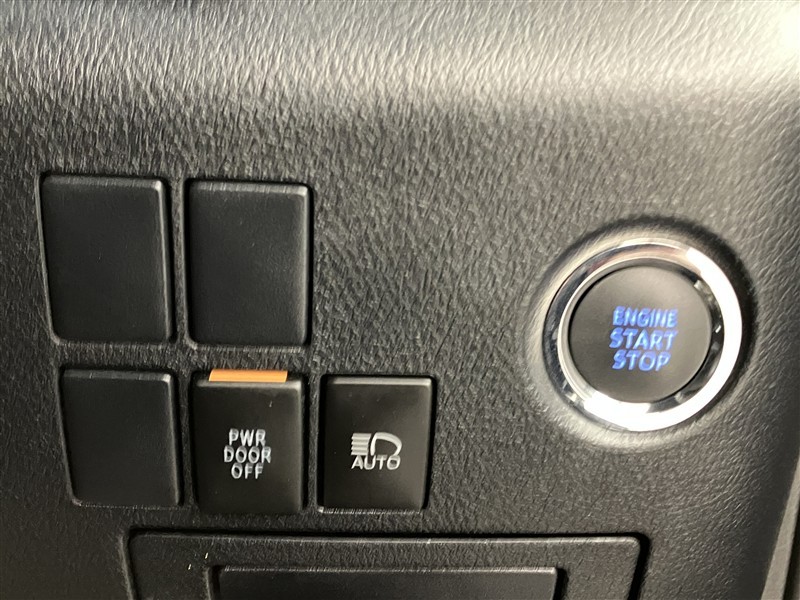 ENGINE
START
STOP
PWR
DOOR
OFF
AUTO